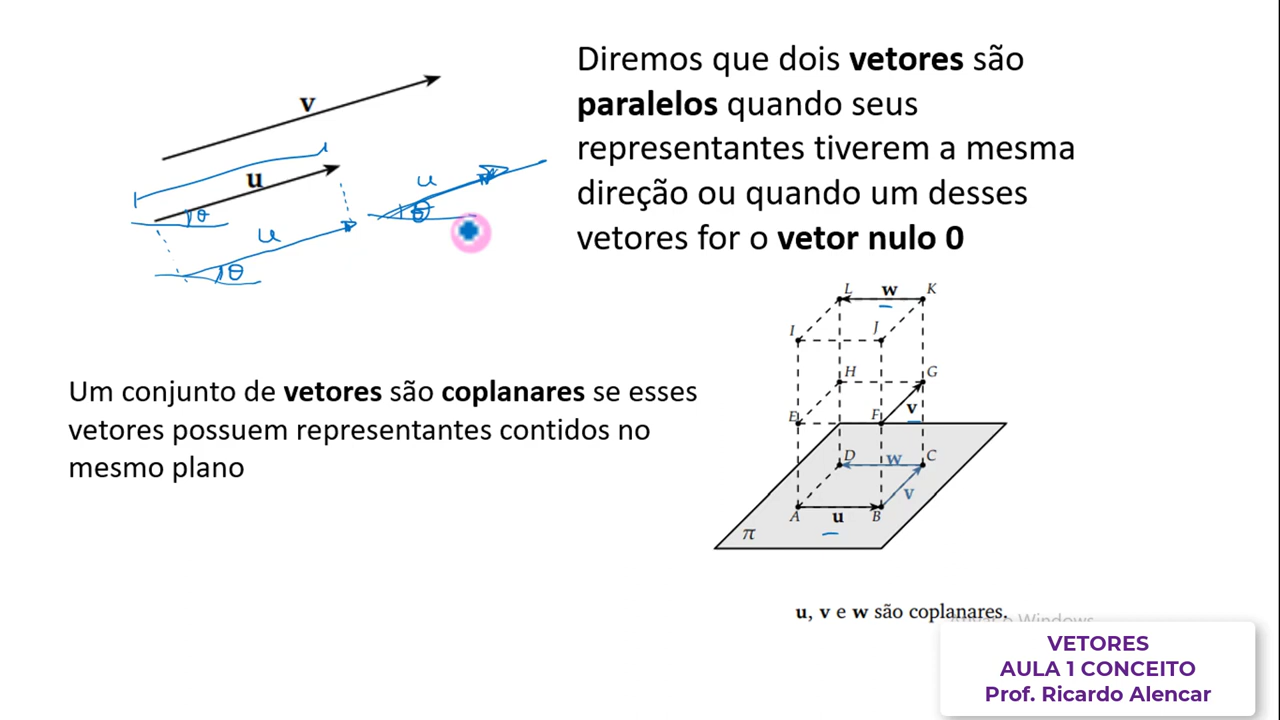 Diremos que dois vetores são
paralelos quando seus
representantes tiverem a mesma
direção ou quando um desses
vetores for o vetor nulo 0
v
u
θ
u
θ
u
θ
Um conjunto de vetores são coplanares se esses
vetores possuem representantes contidos no
mesmo plano
L w K
I J
H G
E F v
D w C
v
A u B
π
u, v e w são coplanares.
Ativar o Windows
VETORES
AULA 1 CONCEITO
Prof. Ricardo Alencar